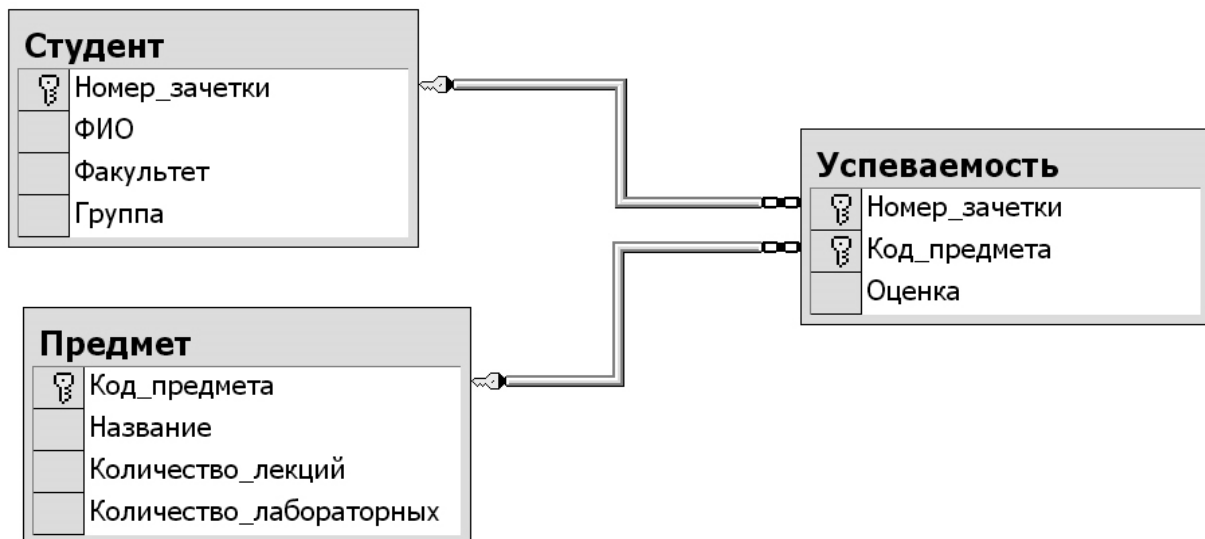 Студент
Номер_зачетки
ФИО
Факультет
Группа
Успеваемость
Номер_зачетки
Код_предмета
Оценка
Предмет
Код_предмета
Название
Количество_лекций
Количество_лабораторных